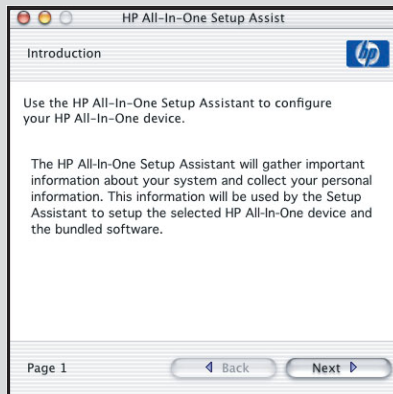 HP All-In-One Setup Assist
Introduction
hp
Use the HP All-In-One Setup Assistant to configure
your HP All-In-One device.
The HP All-In-One Setup Assistant will gather important
information about your system and collect your personal
information. This information will be used by the Setup
Assistant to setup the selected HP All-In-One device and
the bundled software.
Page 1
Back
Next